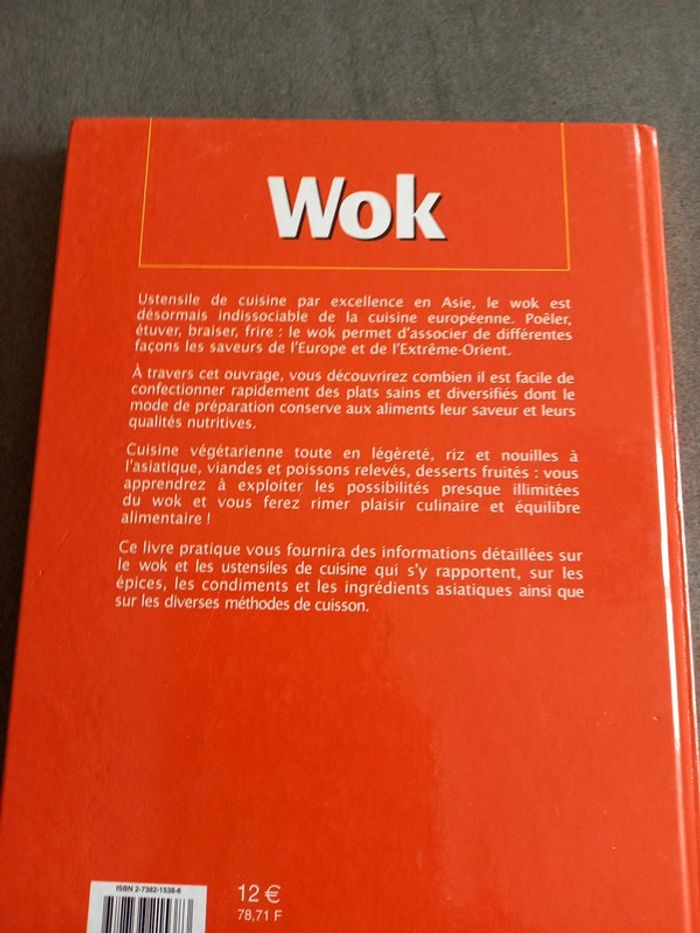 Wok
Ustensile de cuisine par excellence en Asie, le wok est
désormais indissociable de la cuisine européenne. Poêler,
étuver, braiser, frire : le wok permet d'associer de différentes
façons les saveurs de l'Europe et de l'Extrême-Orient.
À travers cet ouvrage, vous découvrirez combien il est facile de
confectionner rapidement des plats sains et diversifiés dont le
mode de préparation conserve aux aliments leur saveur et leurs
qualités nutritives.
Cuisine végétarienne toute en légèreté, riz et nouilles à
l'asiatique, viandes et poissons relevés, desserts fruités : vous
apprendrez à exploiter les possibilités presque illimitées
du wok et vous ferez rimer plaisir culinaire et équilibre
alimentaire !
Ce livre pratique vous fournira des informations détaillées sur
le wok et les ustensiles de cuisine qui s'y rapportent, sur les
épices, les condiments et les ingrédients asiatiques ainsi que
sur les diverses méthodes de cuisson.
ISBN 2-7382-1538-6
12 €
78,71 F